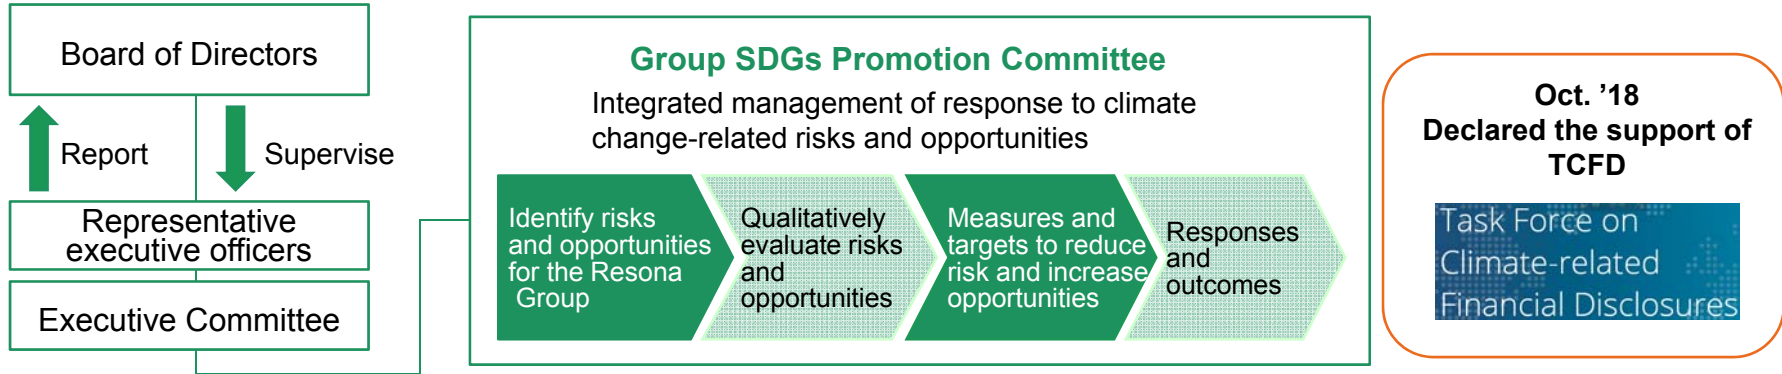 Board of Directors
Report
Supervise
Representative
executive officers
Executive Committee
Group SDGs Promotion Committee
Integrated management of response to climate
change-related risks and opportunities
Identify risks
and opportunities
for the Resona
Group
Qualitatively
evaluate risks
and
opportunities
Measures and
targets to reduce
risk and increase
opportunities
Responses
and
outcomes
Oct. ’18
Declared the support of
TCFD
Task Force on
Climate-related
Financial Disclosures